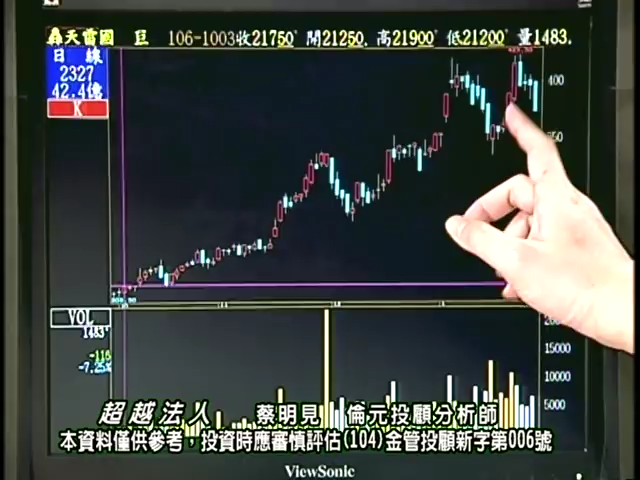 轟天雷國 巨 106-1003收21750 開21250. 高21900 低21200 量1483.
日 線
2327
42.4億
K
400
VOL
1483
-116
-7.25%
15000
10000
5000
超越法人 蔡明見 倫元投顧分析師
本資料僅供參考，投資時應審慎評估(104)金管投顧新字第006號
ViewSonic